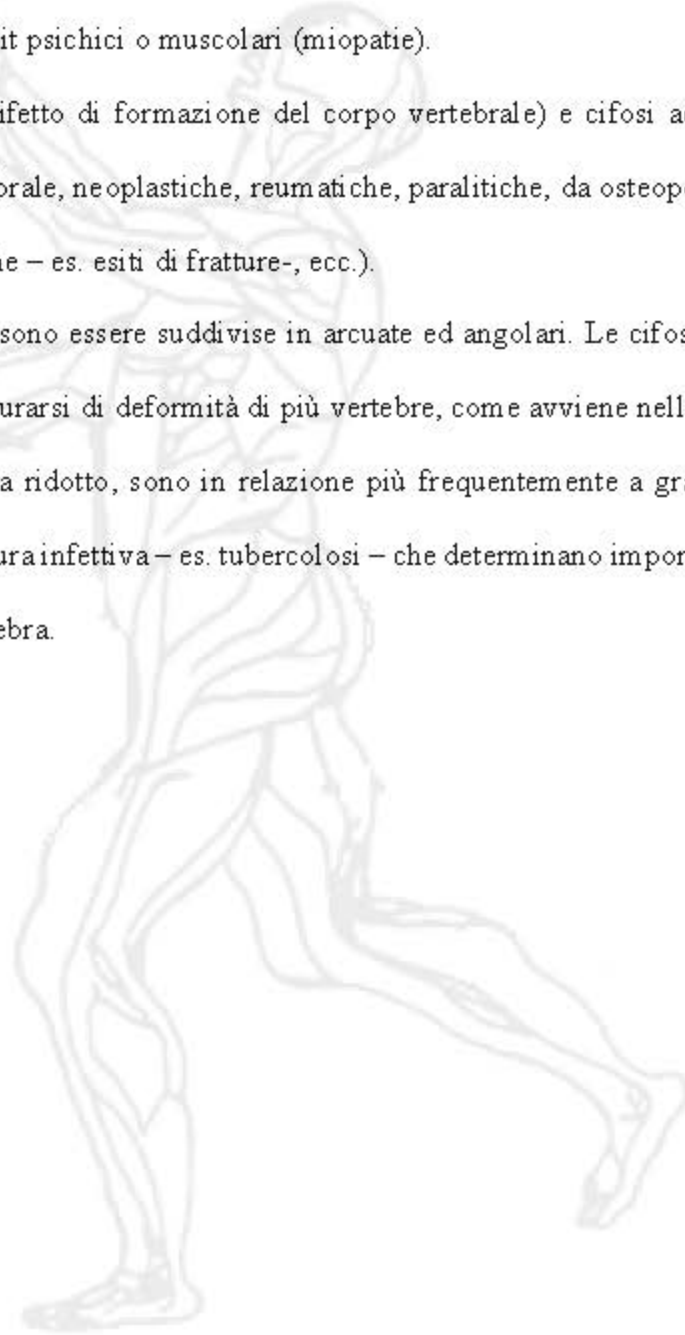 it psichici o muscolari (miopatie).
ifetto di formazione del corpo vertebrale) e cifosi a
orale, neoplastiche, reumatiche, paralitiche, da osteop
ne – es. esiti di fratture-, ecc.).
sono essere suddivise in arcuate ed angolari. Le cifos
urarsi di deformità di più vertebre, come avviene nell
a ridotto, sono in relazione più frequentemente a gr
ura infettiva – es. tubercolosi – che determinano impor
ebra.